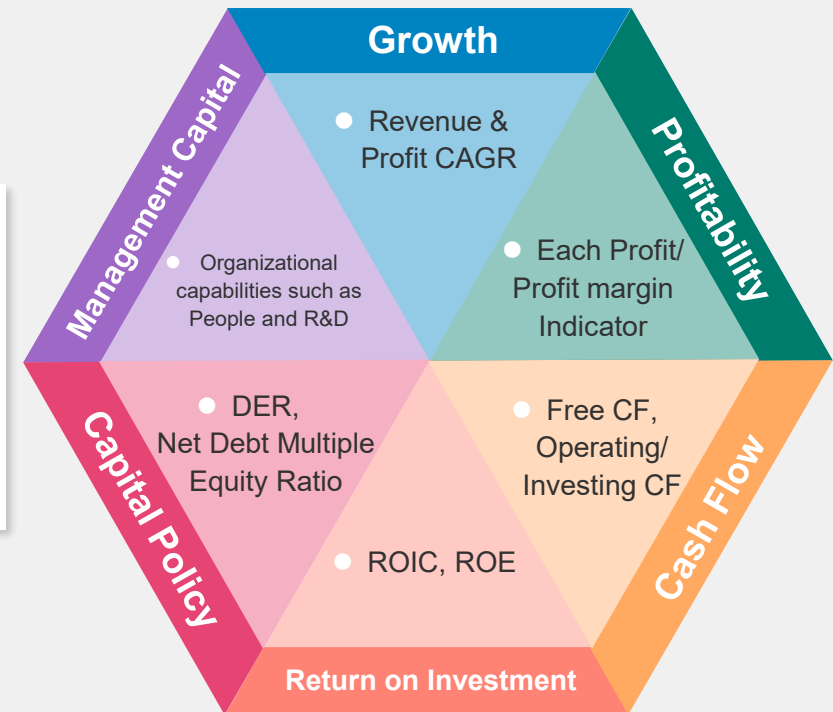 Growth
● Revenue &
Profit CAGR
Profitability
● Each Profit/
Profit margin
Indicator
Cash Flow
● Free CF,
Operating/
Investing CF
Return on Investment
● ROIC, ROE
Capital Policy
● DER,
Net Debt Multiple
Equity Ratio
Management Capital
● Organizational
capabilities such as
People and R&D